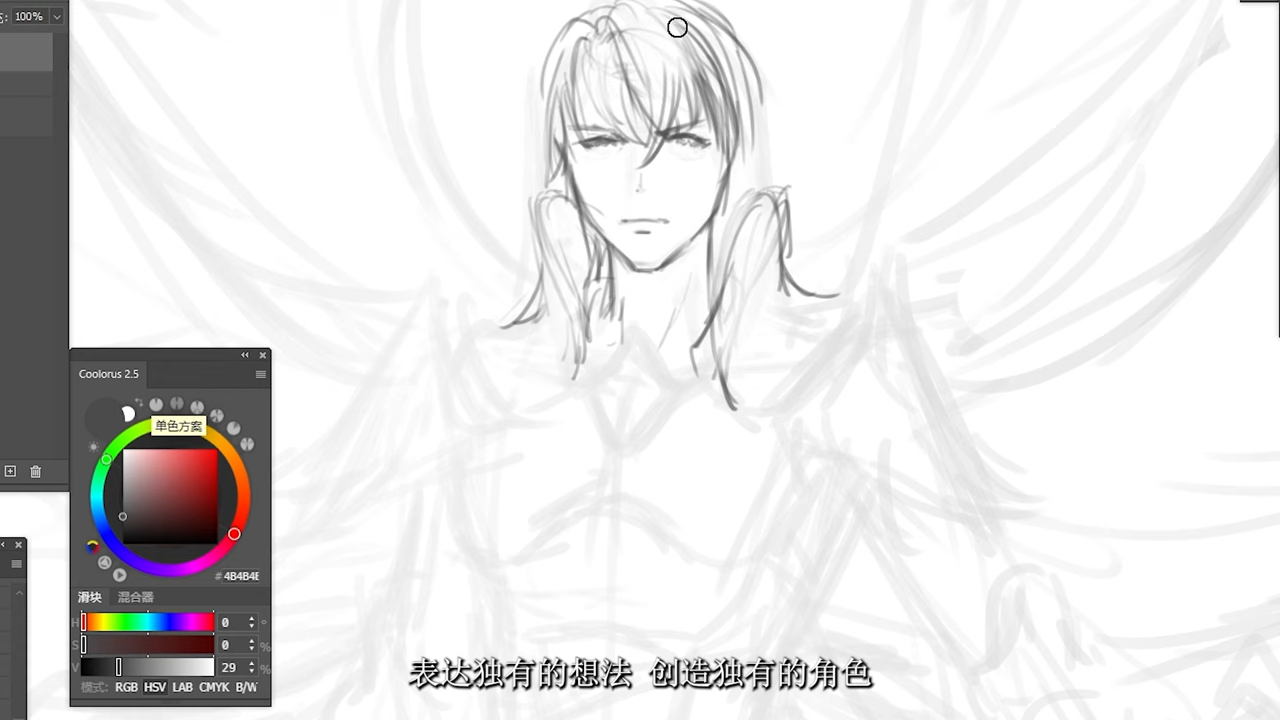 100%
Coolorus 2.5
单色方案
# 4B4B4E
滑块 混合器
H 0 °
S 0 %
V 29 %
模式: RGB HSV LAB CMYK B/W
表达独有的想法 创造独有的角色